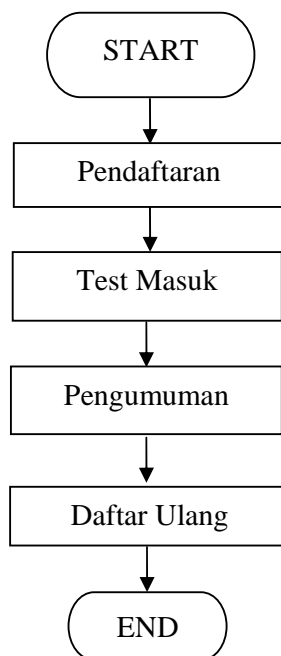 START
Pendaftaran
Test Masuk
Pengumuman
Daftar Ulang
END